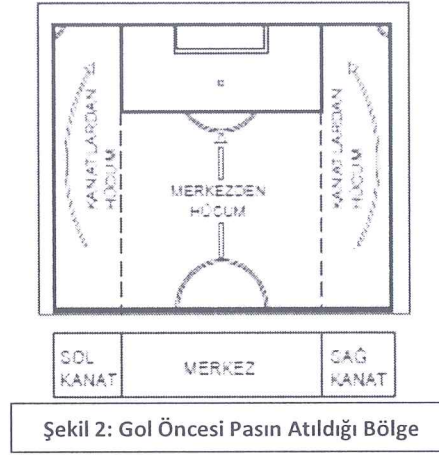 KANATLARDAN
HÜCUM
MERKEZDEN
HÜCUM
KANATLARDAN
HÜCUM
SOL
KANAT
MERKEZ
SAĞ
KANAT
Şekil 2: Gol Öncesi Pasın Atıldığı Bölge